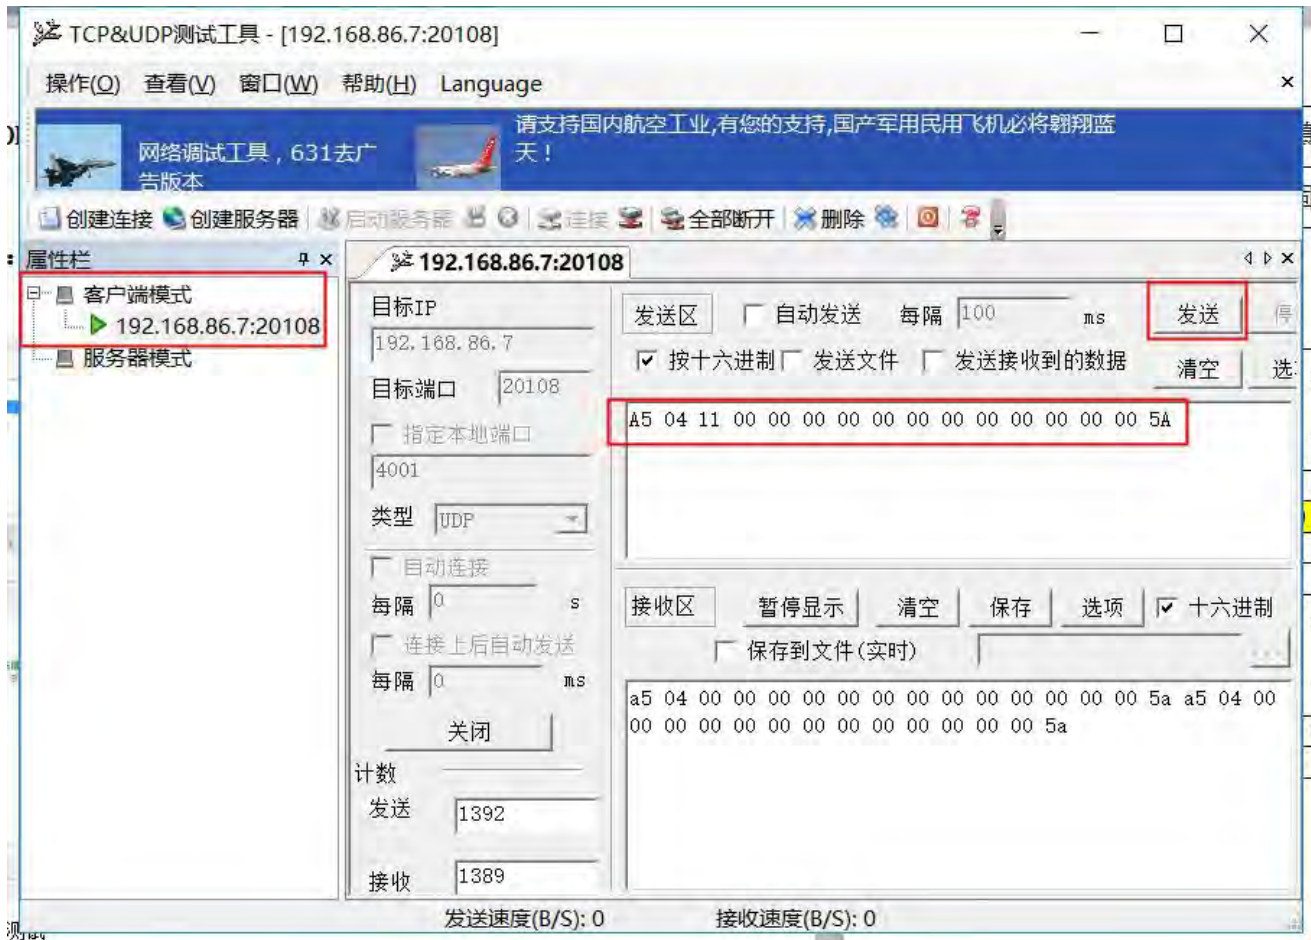 TCP&UDP测试工具 - [192.168.86.7:20108]
操作(O) 查看(V) 窗口(W) 帮助(H) Language
网络调试工具，631去广
告版本
请支持国内航空工业,有您的支持,国产军用民用飞机必将翱翔蓝
天！
创建连接 创建服务器 启动服务器 连接 全部断开 删除
属性栏
客户端模式
192.168.86.7:20108
服务器模式
192.168.86.7:20108
目标IP
192.168.86.7
目标端口 20108
指定本地端口
4001
类型 UDP
自动连接
每隔 0 s
连接上后自动发送
每隔 0 ms
关闭
计数
发送 1392
接收 1389
发送区 自动发送 每隔 100 ms 发送 停
按十六进制 发送文件 发送接收到的数据 清空 选
A5 04 11 00 00 00 00 00 00 00 00 00 00 00 00 5A
接收区 暂停显示 清空 保存 选项 十六进制
保存到文件(实时) ...
a5 04 00 00 00 00 00 00 00 00 00 00 00 00 00 5a a5 04 00
00 00 00 00 00 00 00 00 00 00 00 00 5a
发送速度(B/S): 0 接收速度(B/S): 0